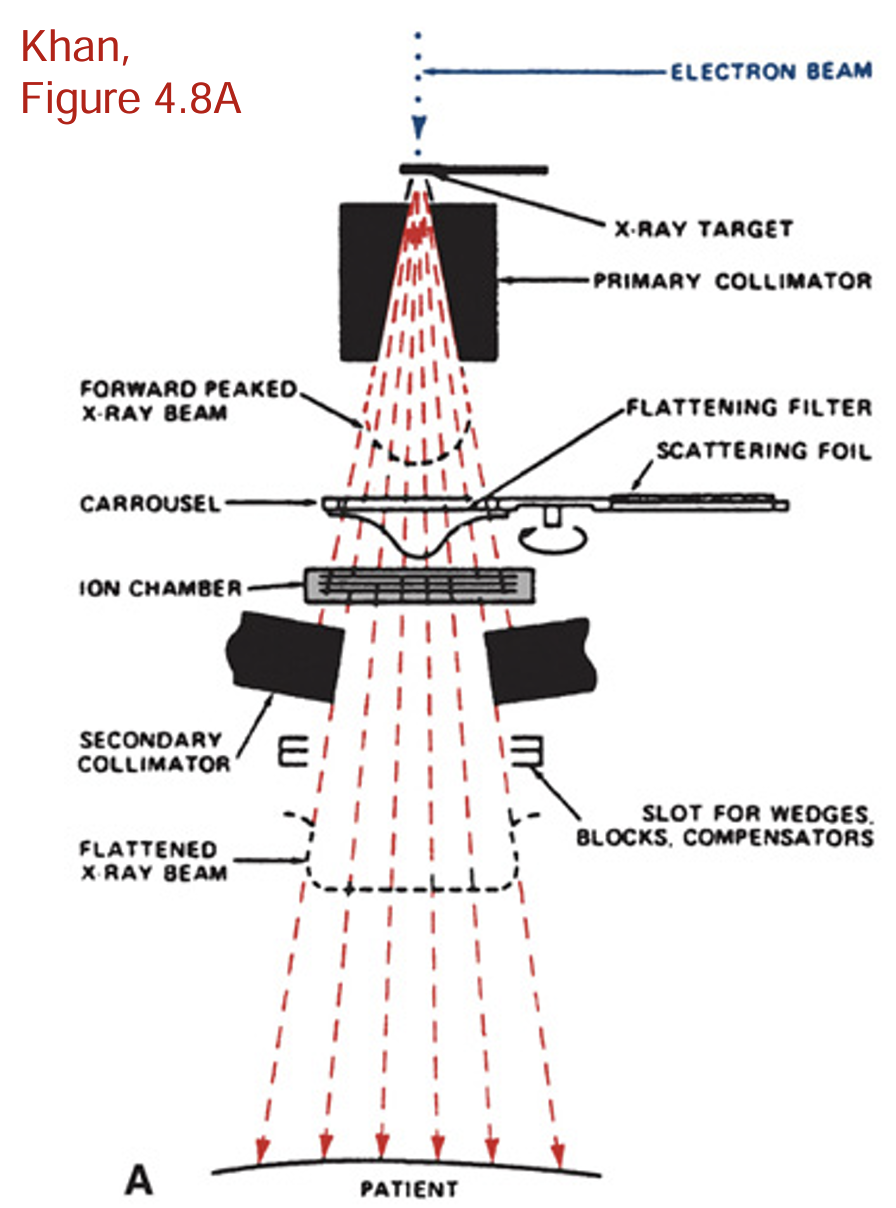 Khan,
Figure 4.8A
ELECTRON BEAM
X-RAY TARGET
PRIMARY COLLIMATOR
FORWARD PEAKED
X-RAY BEAM
FLATTENING FILTER
SCATTERING FOIL
CARROUSEL
ION CHAMBER
SECONDARY
COLLIMATOR
SLOT FOR WEDGES,
BLOCKS, COMPENSATORS
FLATTENED
X-RAY BEAM
A
PATIENT